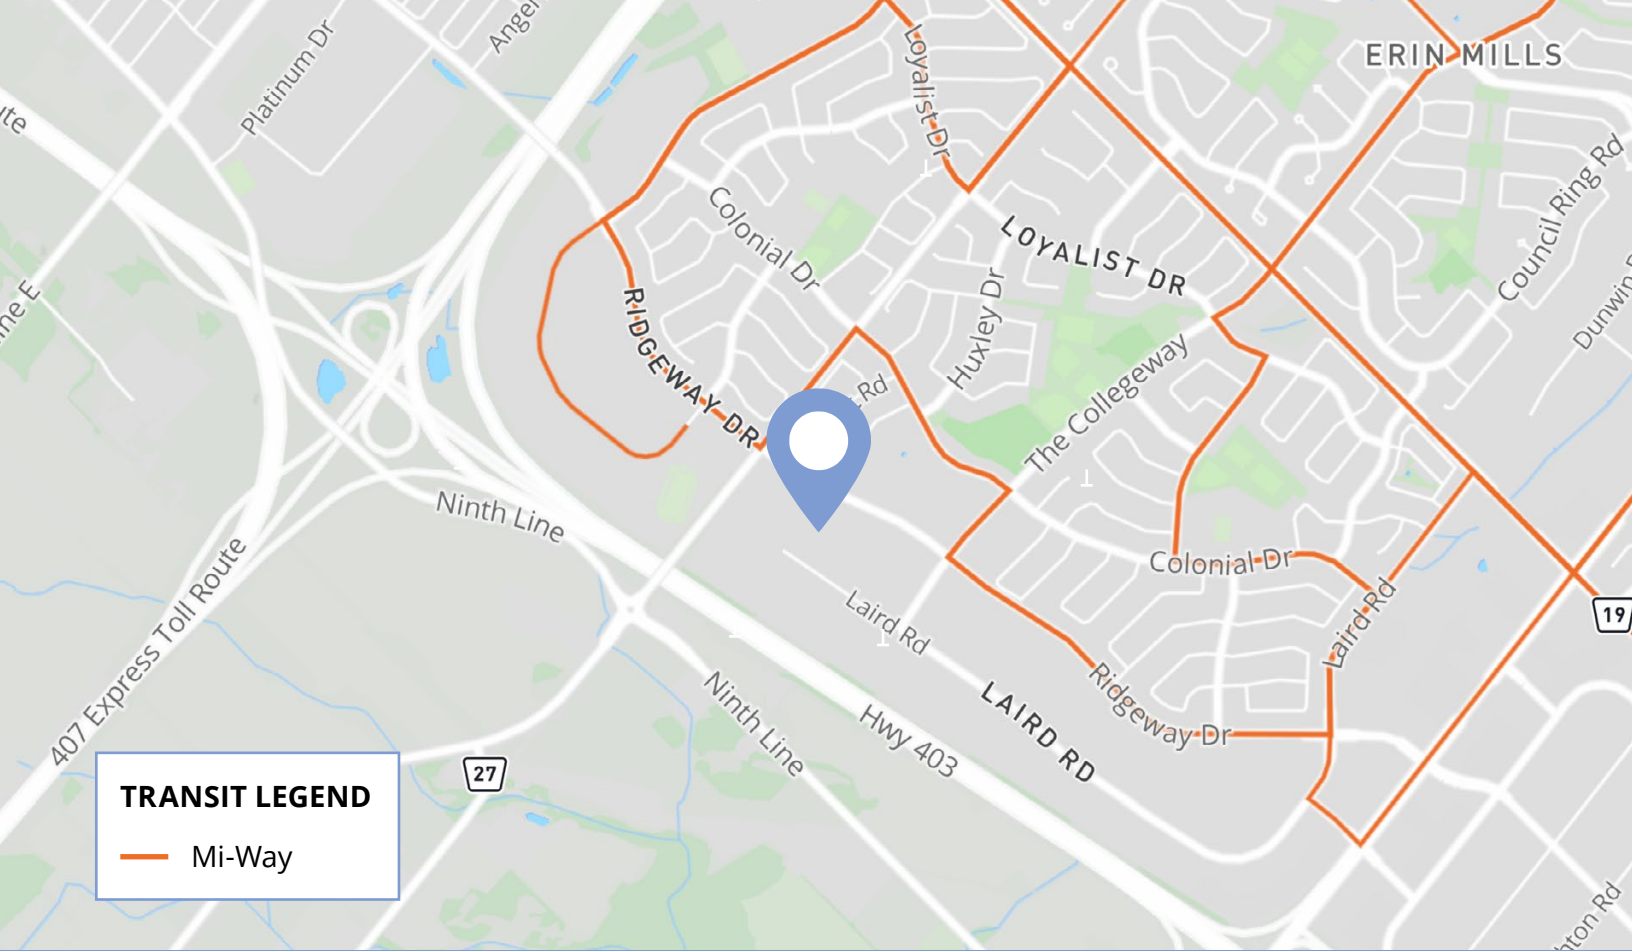 Platinum Dr
Loyalist Dr
ERIN MILLS
Council Ring Rd
Colonial Dr
LOYALIST DR
Huxley Dr
RIDGEWAY DR
Rd
The Collegeway
Ninth Line
Colonial Dr
Laird Rd
19
407 Express Toll Route
Laird Rd
Ridgeway Dr
LAIRD RD
Ninth Line
Hwy 403
27
TRANSIT LEGEND
Mi-Way